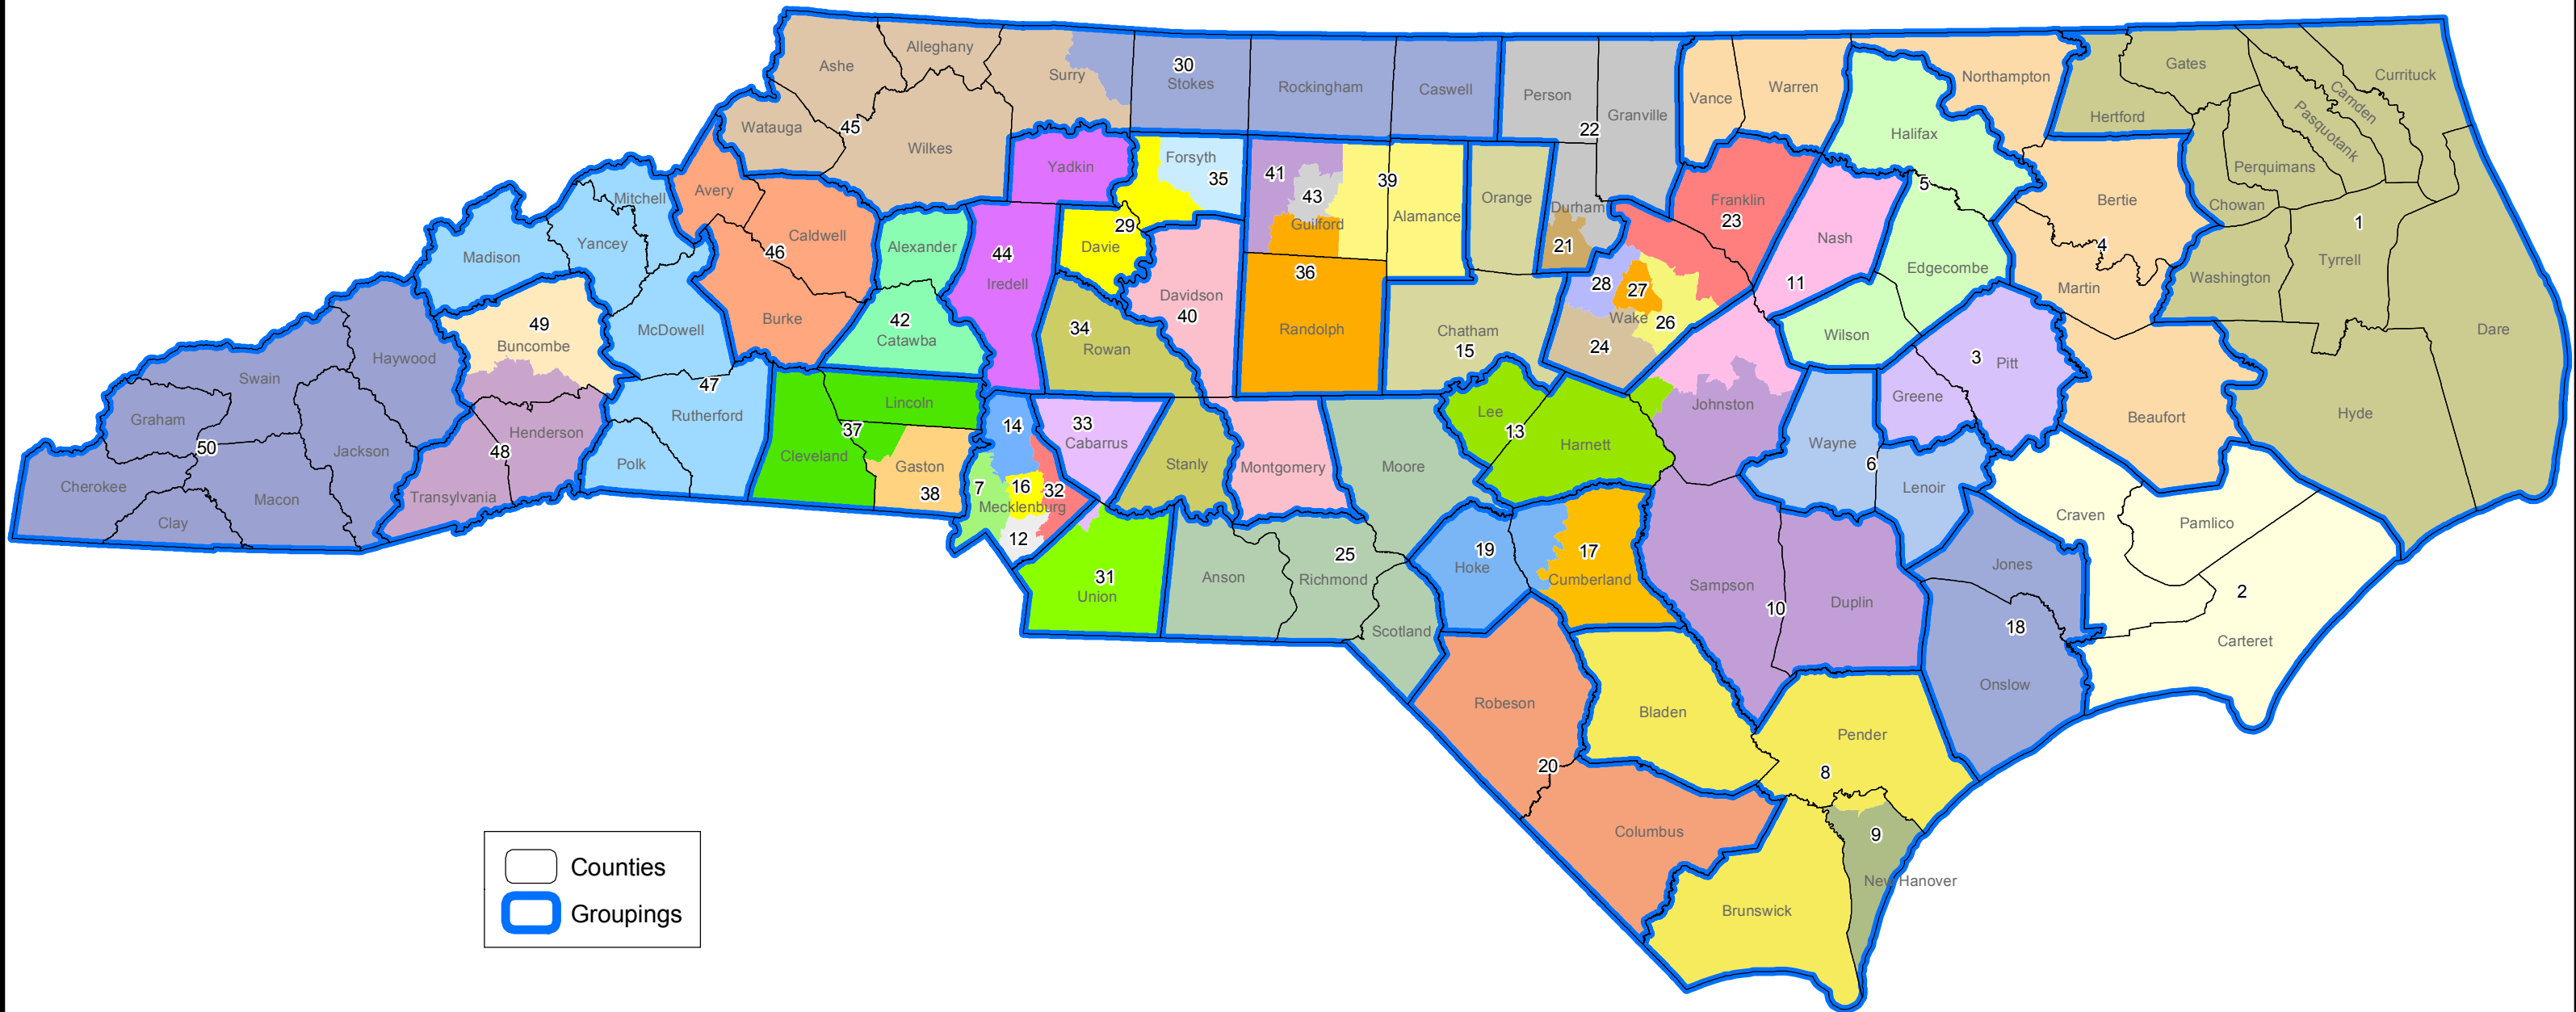 Ashe
Alleghany
Surry
30
Stokes
Rockingham
Caswell
Person
Granville
22
Vance
Warren
Northampton
Gates
Hertford
Camden
Pasquotank
Currituck
Perquimans
Chowan
Watauga
45
Wilkes
Yadkin
Forsyth
35
41
43
39
Guilford
Alamance
Orange
Durham
21
Franklin
23
Halifax
5
Nash
11
Edgecombe
Bertie
4
Martin
1
Washington
Tyrrell
Dare
Mitchell
Avery
Yancey
Madison
Caldwell
46
Burke
Alexander
42
Catawba
44
Iredell
29
Davie
34
Rowan
Davidson
40
36
Randolph
Chatham
15
28
27
Wake
26
24
Wilson
3
Pitt
Greene
Beaufort
Hyde
Haywood
49
Buncombe
McDowell
47
Rutherford
Swain
Graham
50
Jackson
Cherokee
Macon
Clay
Henderson
48
Transylvania
Polk
Lincoln
37
Cleveland
Gaston
38
14
33
Cabarrus
7
16
32
Mecklenburg
12
Stanly
Montgomery
Moore
Lee
13
Harnett
Johnston
Wayne
6
Lenoir
Craven
Pamlico
31
Union
Anson
25
Richmond
Scotland
19
Hoke
17
Cumberland
Sampson
10
Duplin
Jones
18
Onslow
2
Carteret
Robeson
Bladen
Pender
8
20
Columbus
9
New Hanover
Brunswick
Counties
Groupings